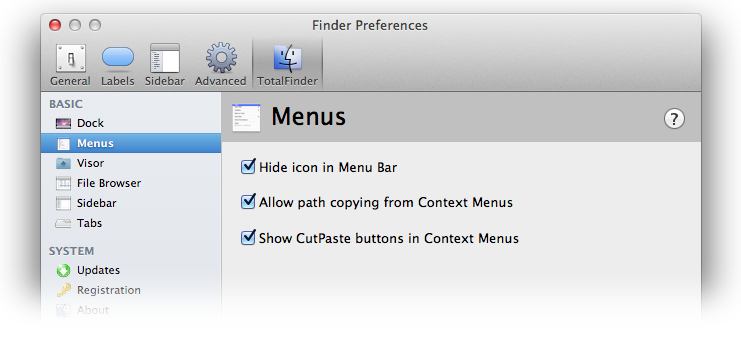 Finder Preferences
General Labels Sidebar Advanced TotalFinder
BASIC
Dock
Menus
Visor
File Browser
Sidebar
Tabs
SYSTEM
Updates
Registration
About
Menus
?
Hide icon in Menu Bar
Allow path copying from Context Menus
Show CutPaste buttons in Context Menus